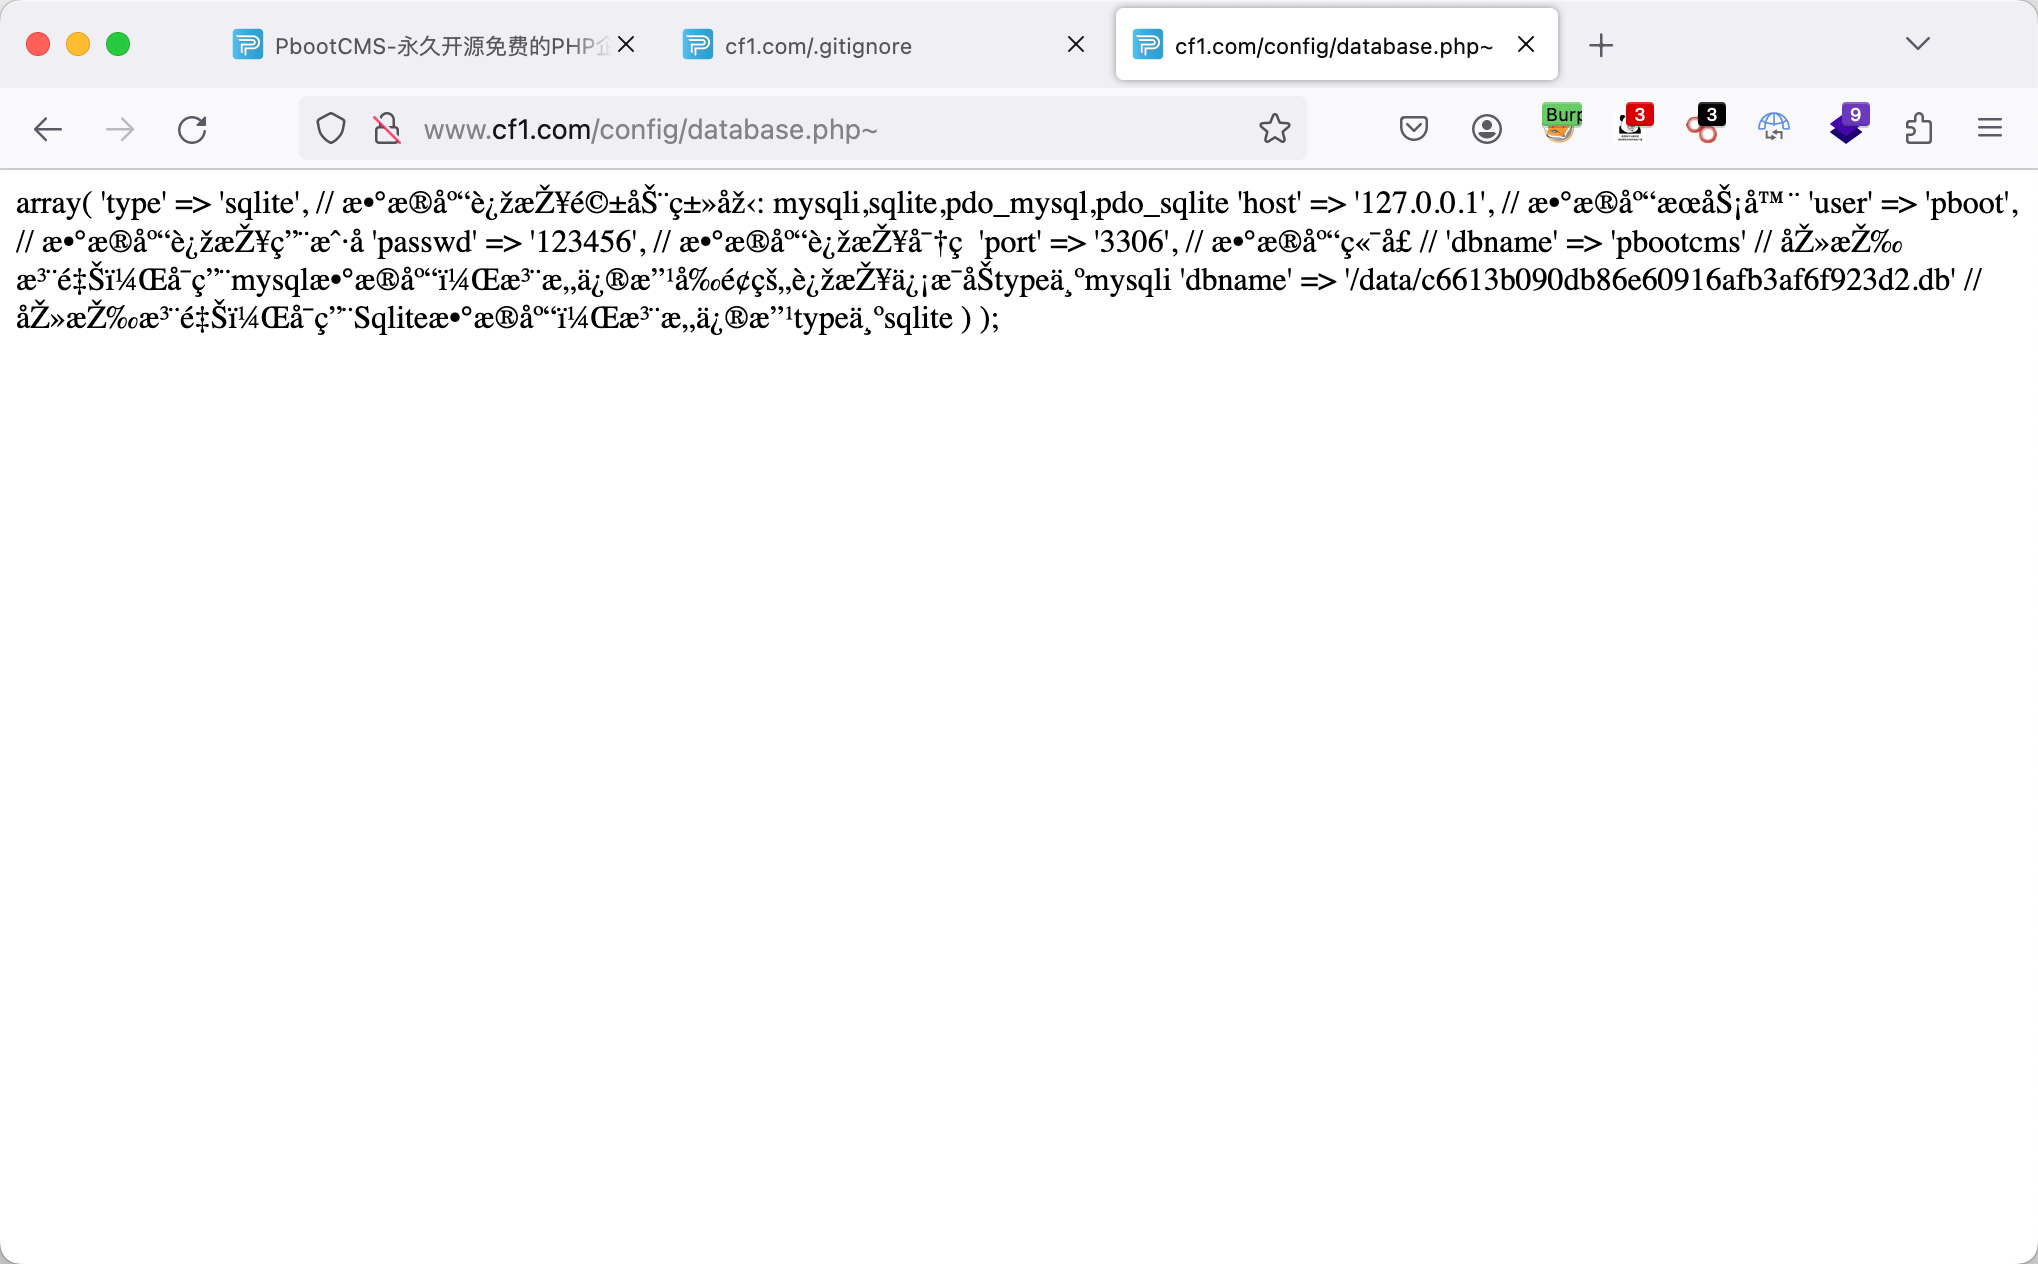 PbootCMS-永久开源免费的PHP企
cf1.com/.gitignore
cf1.com/config/database.php~
www.cf1.com/config/database.php~
Burp
3
3
9
array( 'type' => 'sqlite', // æ•°æ®åº“è¿žæŽ¥é©±åŠ¨ç±»åž‹: mysqli,sqlite,pdo_mysql,pdo_sqlite 'host' => '127.0.0.1', // æ•°æ®åº“æœåŠ¡å™¨ 'user' => 'pboot',
// æ•°æ®åº“è¿žæŽ¥ç”¨æˆ·å 'passwd' => '123456', // æ•°æ®åº“è¿žæŽ¥å¯†ç  'port' => '3306', // æ•°æ®åº“ç«¯å£ // 'dbname' => 'pbootcms' // åŽ»æŽ‰
æ³¨é‡Šï¼Œå¯ç”¨mysqlæ•°æ®åº“ï¼Œæ³¨æ„ä¿®æ”¹å‰é¢çš„è¿žæŽ¥ä¿¡æ¯åŠtypeä¸ºmysqli 'dbname' => '/data/c6613b090db86e60916afb3af6f923d2.db' //
åŽ»æŽ‰æ³¨é‡Šï¼Œå¯ç”¨Sqliteæ•°æ®åº“ï¼Œæ³¨æ„ä¿®æ”¹typeä¸ºsqlite ) );